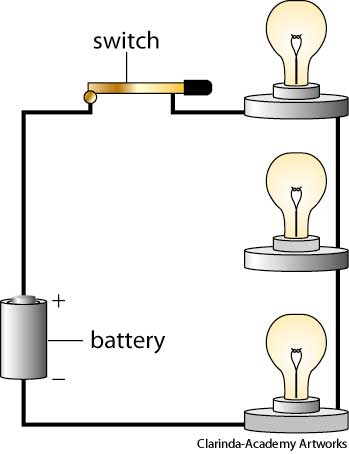 switch
+
battery
−
Clarinda-Academy Artworks